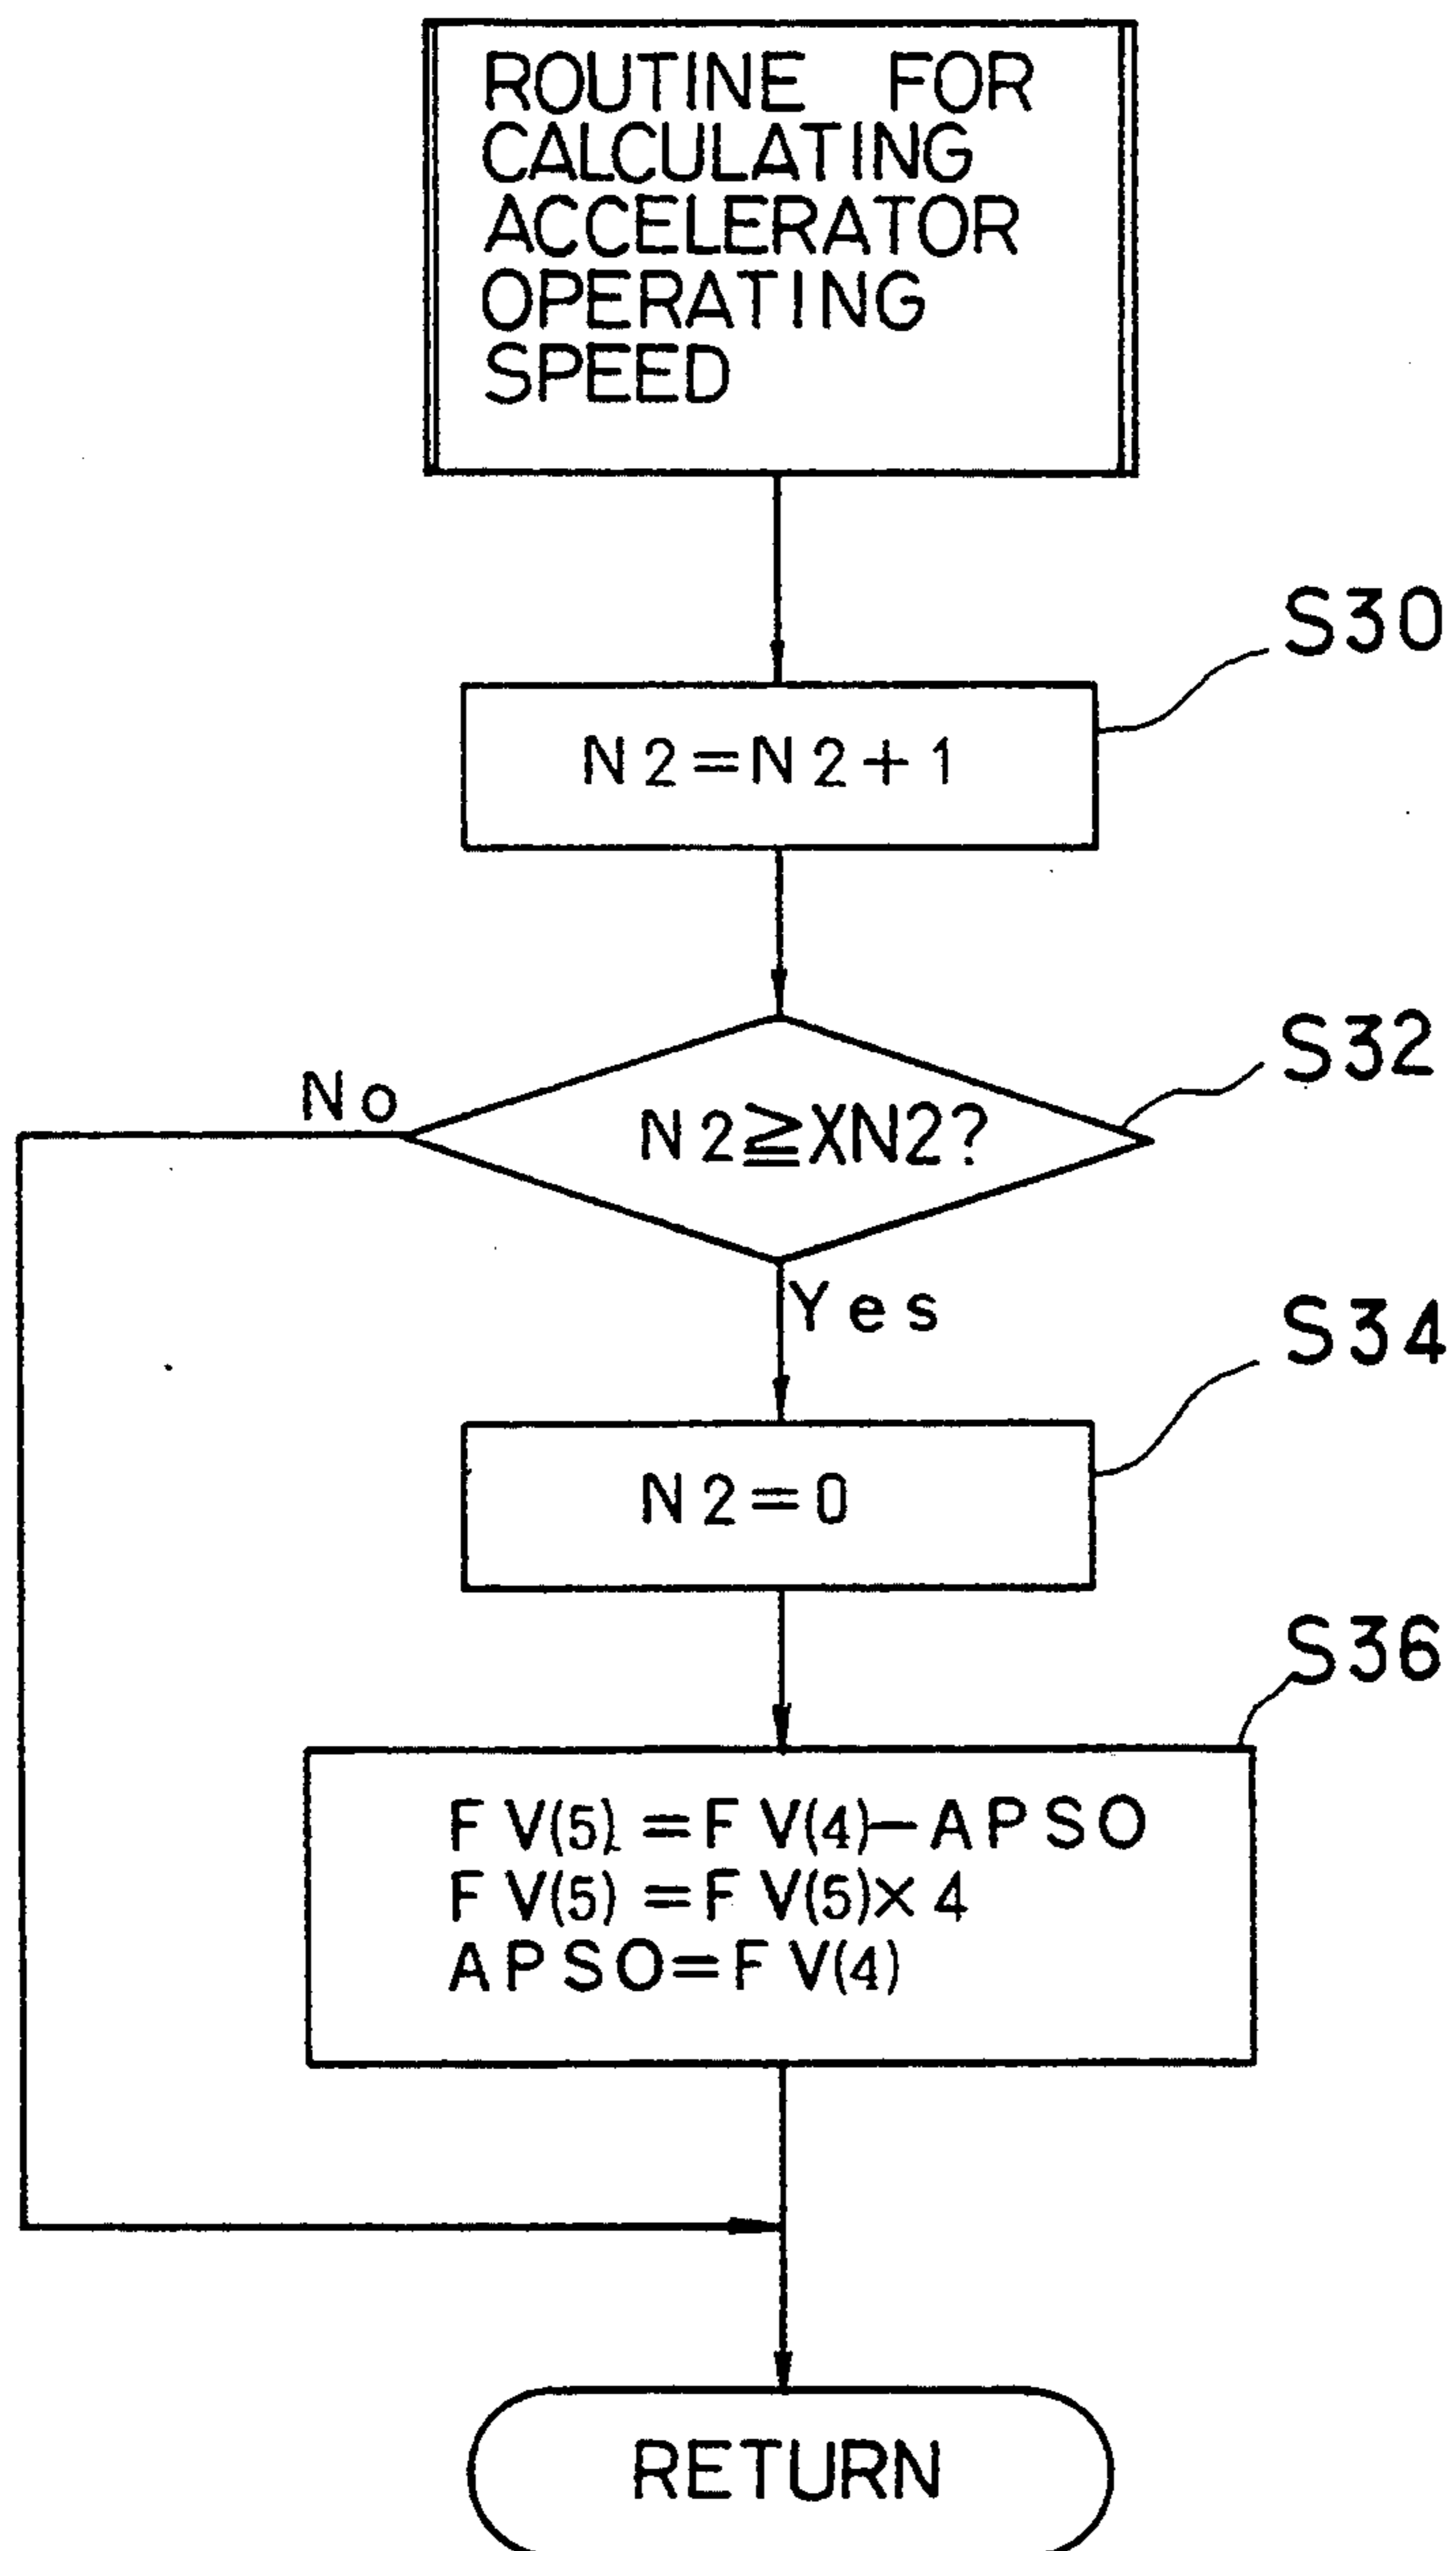 ROUTINE FOR
CALCULATING
ACCELERATOR
OPERATING
SPEED
S30
N2=N2+1
S32
No
N2≧XN2?
Yes
S34
N2=0
S36
FV(5)=FV(4)-APSO
FV(5)=FV(5)×4
APSO=FV(4)
RETURN